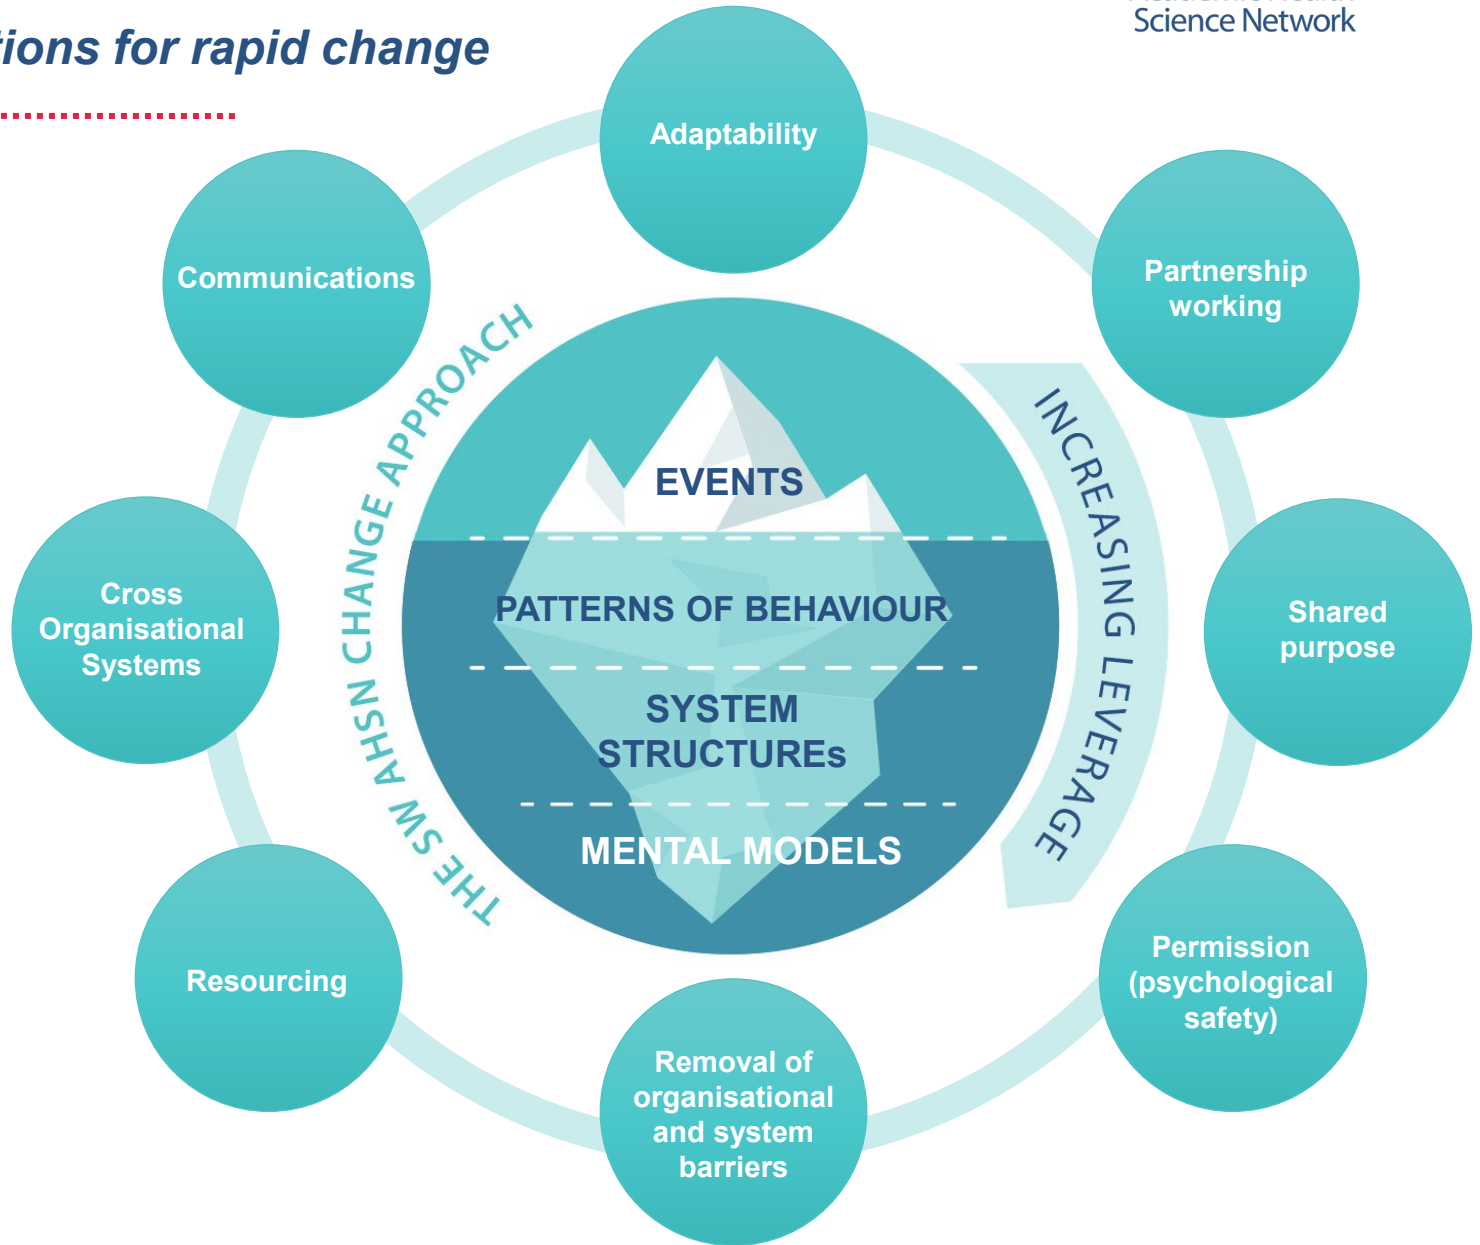 tions for rapid change
Science Network
Adaptability
Partnership
working
Shared
purpose
Permission
(psychological
safety)
Removal of
organisational
and system
barriers
Resourcing
Cross
Organisational
Systems
Communications
THE SW AHSN CHANGE APPROACH
INCREASING LEVERAGE
EVENTS
PATTERNS OF BEHAVIOUR
SYSTEM
STRUCTUREs
MENTAL MODELS